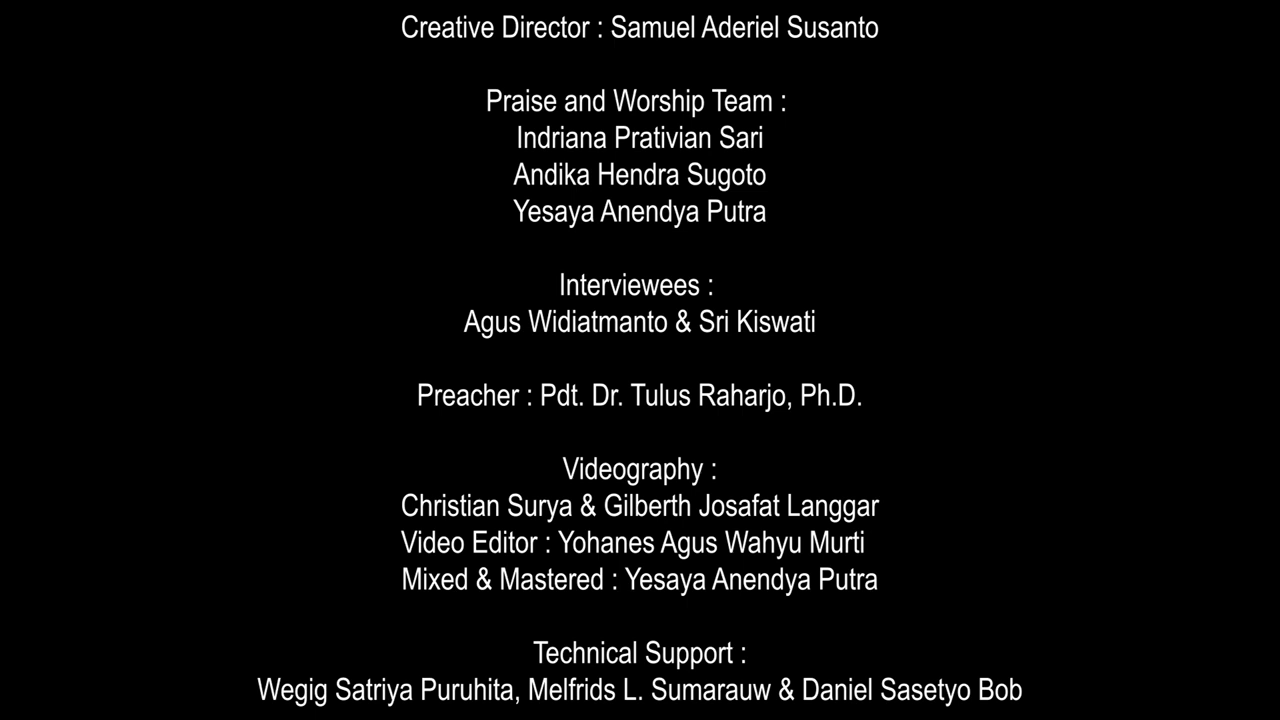 Creative Director : Samuel Aderiel Susanto
Praise and Worship Team :
Indriana Prativian Sari
Andika Hendra Sugoto
Yesaya Anendya Putra
Interviewees :
Agus Widiatmanto & Sri Kiswati
Preacher : Pdt. Dr. Tulus Raharjo, Ph.D.
Videography :
Christian Surya & Gilberth Josafat Langgar
Video Editor : Yohanes Agus Wahyu Murti
Mixed & Mastered : Yesaya Anendya Putra
Technical Support :
Wegig Satriya Puruhita, Melfrids L. Sumarauw & Daniel Sasetyo Bob